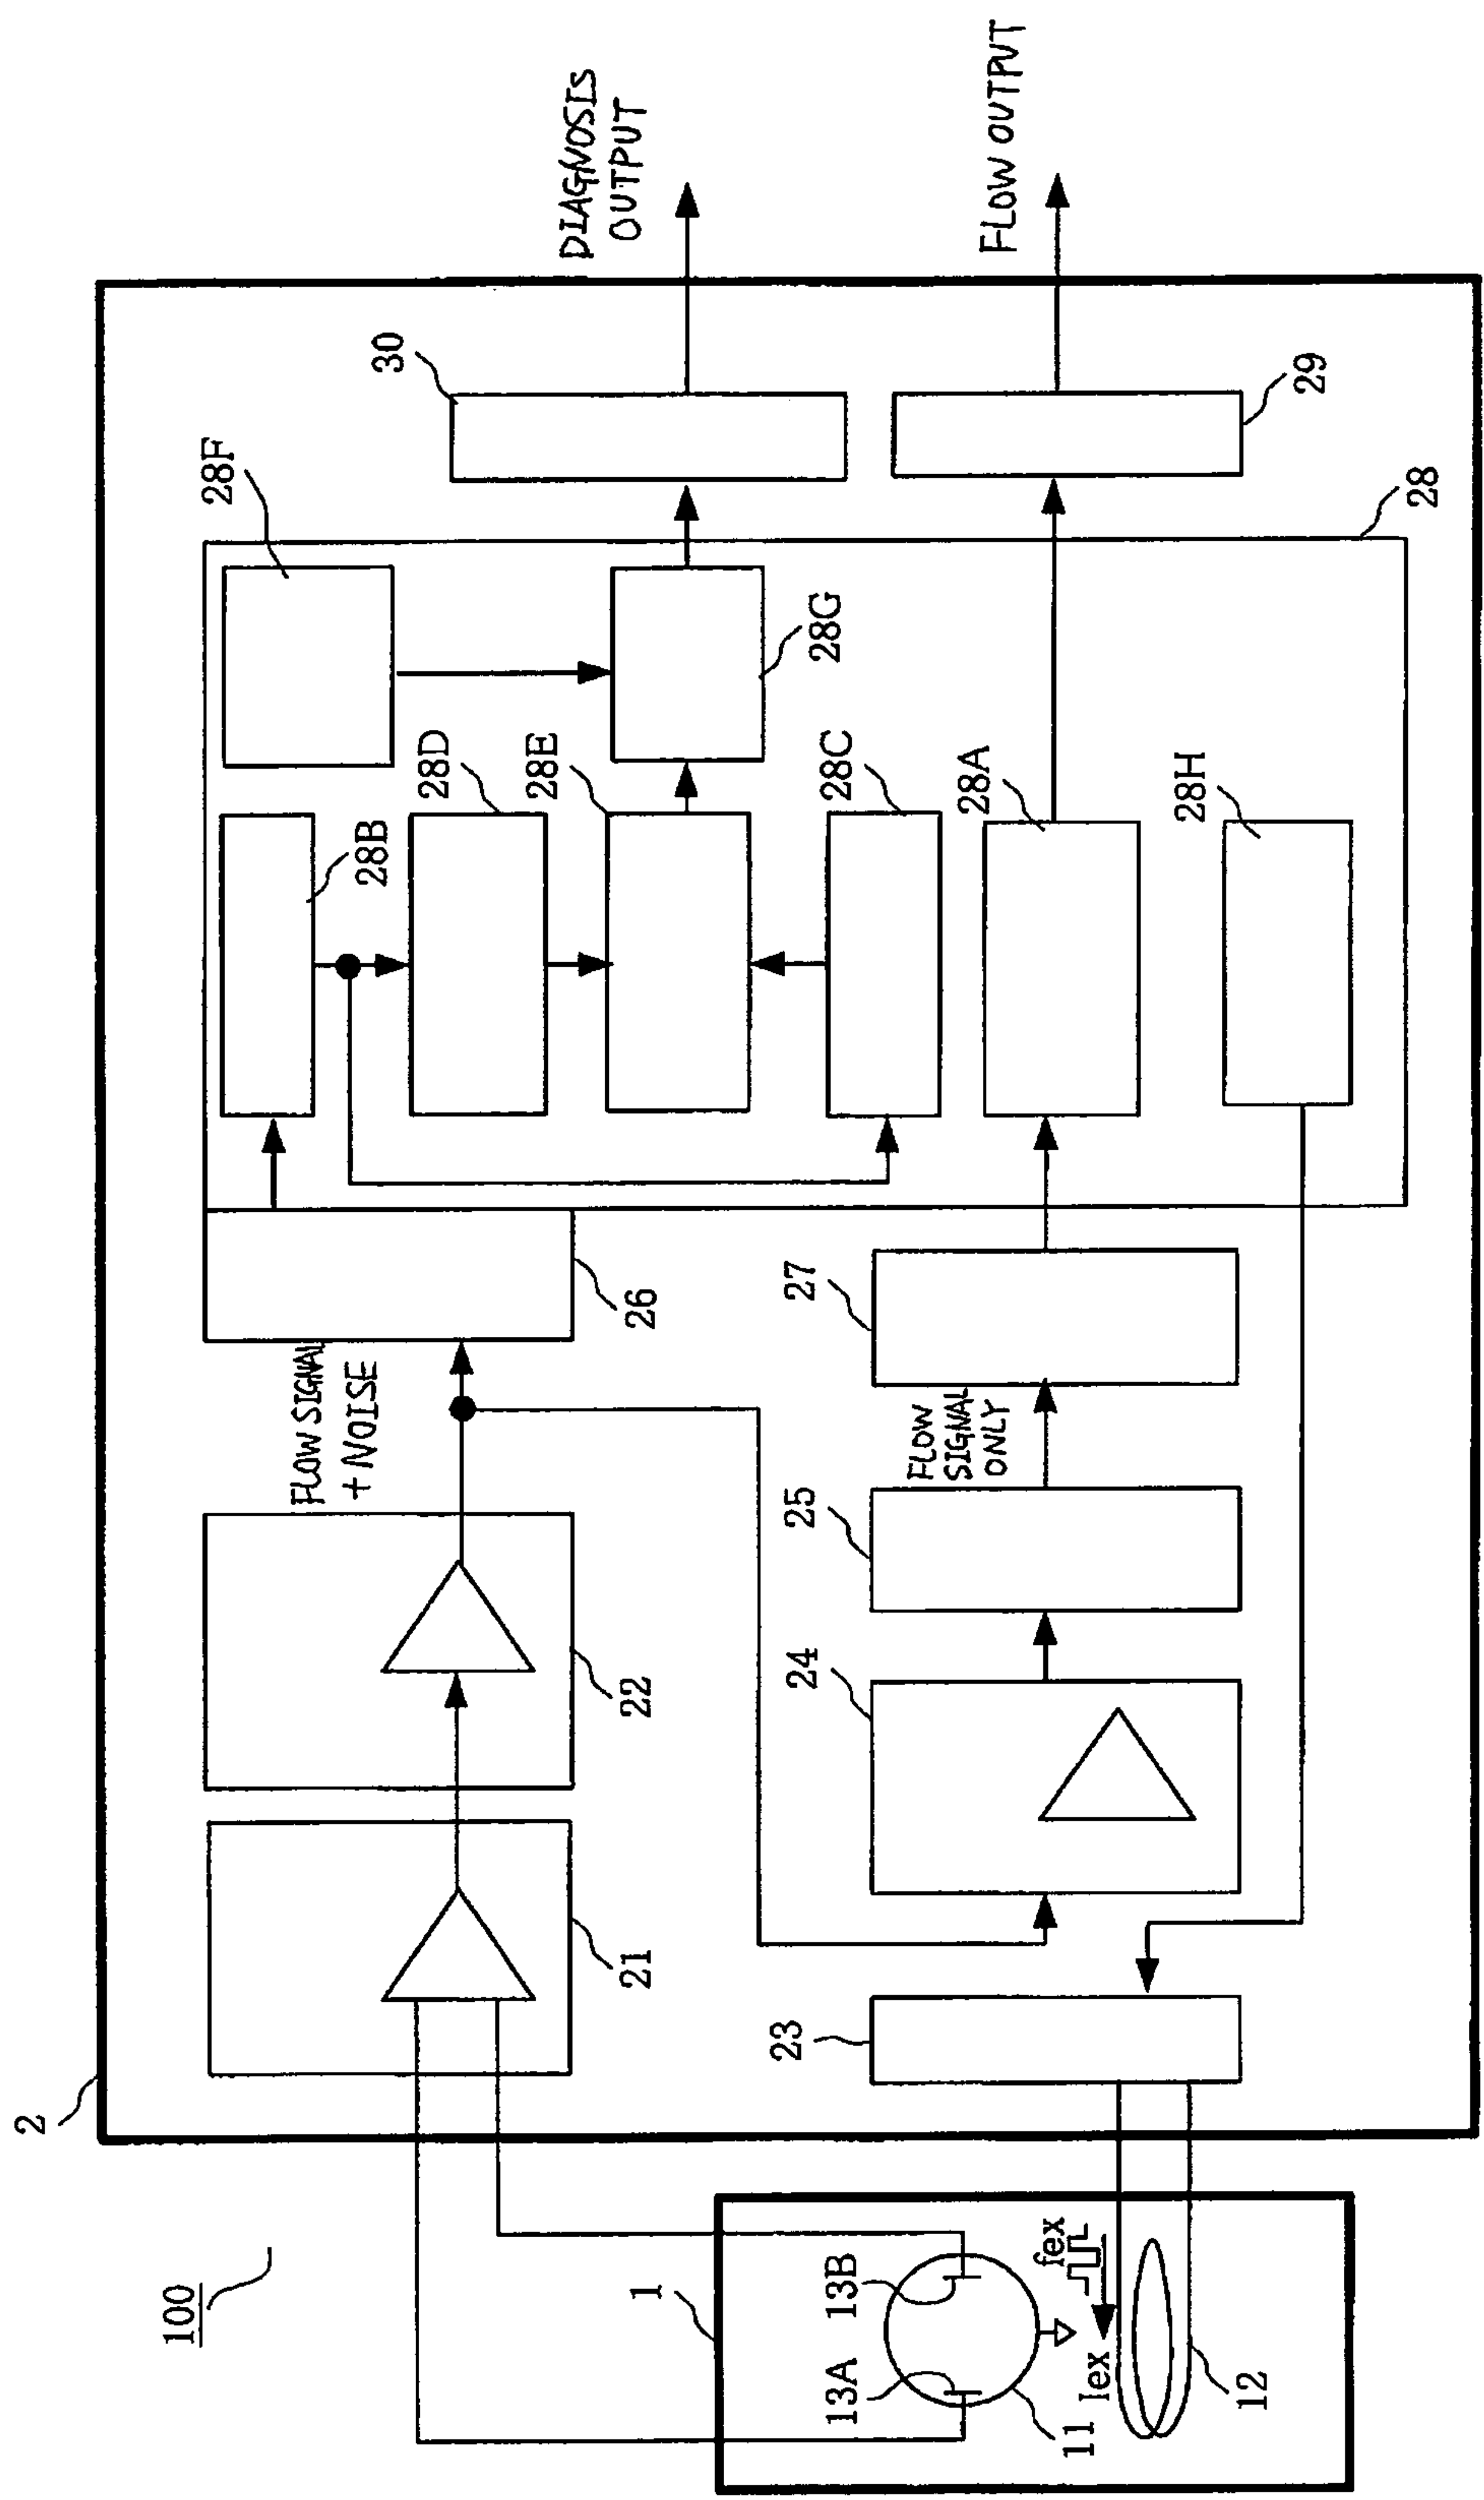 100
2
1
13A
13B
11
12
Iex
fex
21
22
FLOW SIGNAL
+ NOISE
23
24
25
FLOW
SIGNAL
ONLY
26
27
28B
28D
28E
28C
28A
28H
28F
28G
28
30
29
DIAGNOSIS
OUTPUT
FLOW OUTPUT